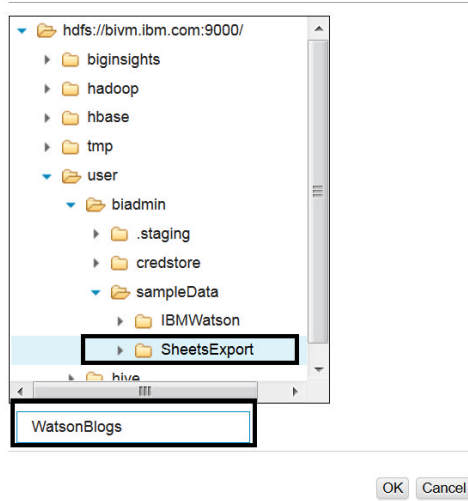 hdfs://bivm.ibm.com:9000/
biginsights
hadoop
hbase
tmp
user
biadmin
.staging
credstore
sampleData
IBMWatson
SheetsExport
hive
WatsonBlogs
OK Cancel